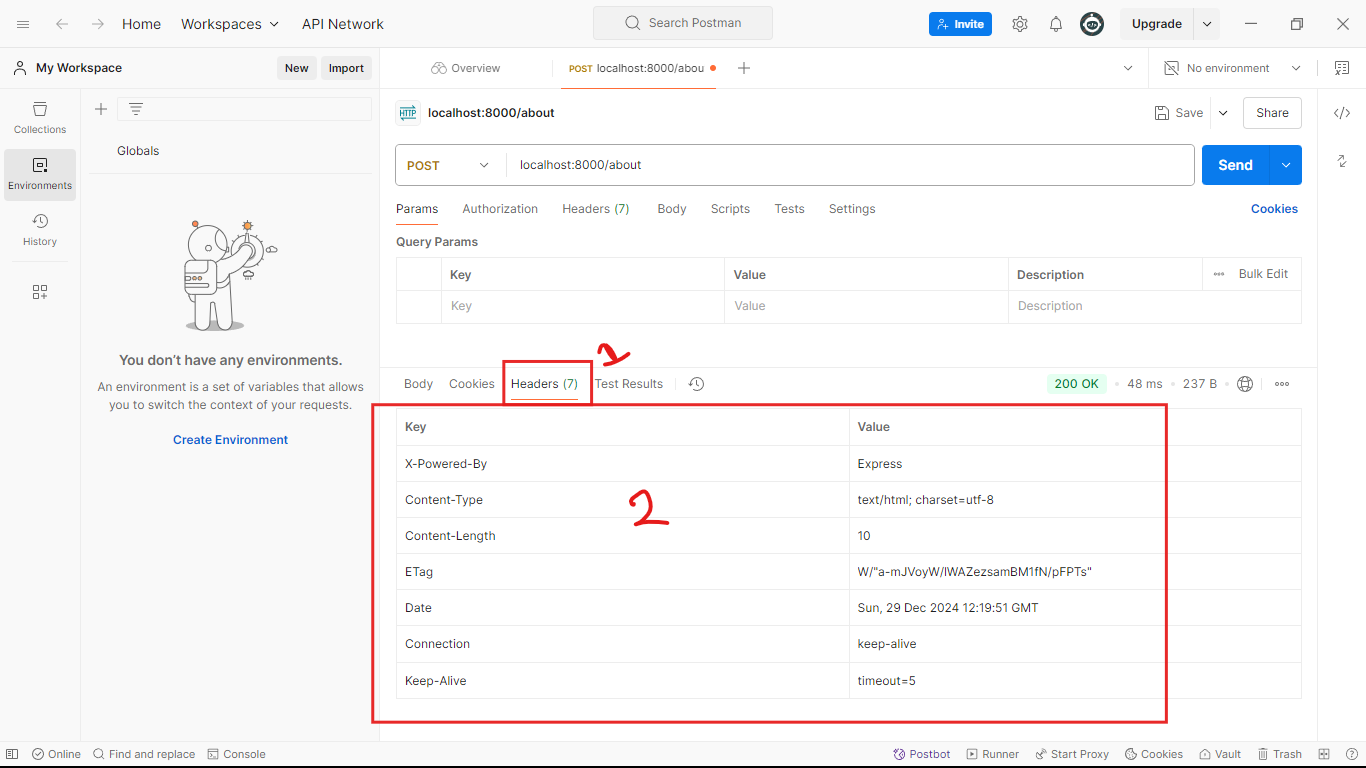 Home Workspaces API Network Search Postman Invite Upgrade
My Workspace New Import Overview POST localhost:8000/abou No environment
Collections
Environments
History
Globals
You don't have any environments.
An environment is a set of variables that allows
you to switch the context of your requests.
Create Environment
HTTP localhost:8000/about Save Share
POST localhost:8000/about Send
Params Authorization Headers (7) Body Scripts Tests Settings Cookies
Query Params
Key Value Description Bulk Edit
Key Value Description
1
Body Cookies Headers (7) Test Results 200 OK 48 ms 237 B
Key Value
X-Powered-By Express
Content-Type text/html; charset=utf-8
2
Content-Length 10
ETag W/"a-mJVoyW/IWAZezsamBM1fN/pFPTs"
Date Sun, 29 Dec 2024 12:19:51 GMT
Connection keep-alive
Keep-Alive timeout=5
Online Find and replace Console Postbot Runner Start Proxy Cookies Vault Trash